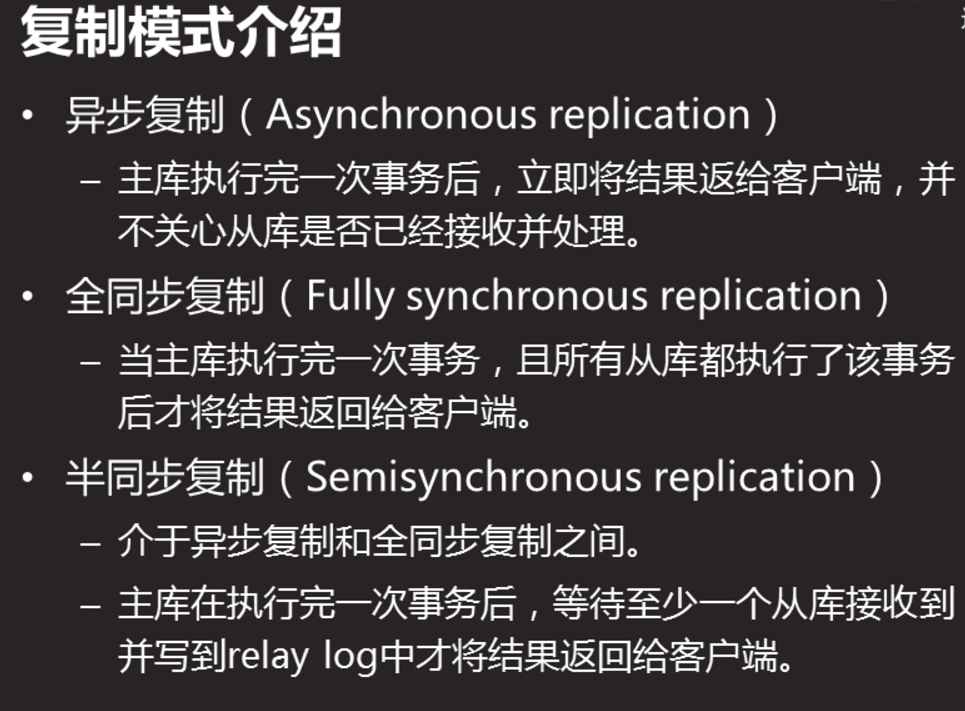 复制模式介绍
• 异步复制（Asynchronous replication）
– 主库执行完一次事务后，立即将结果返给客户端，并
不关心从库是否已经接收并处理。
• 全同步复制（Fully synchronous replication）
– 当主库执行完一次事务，且所有从库都执行了该事务
后才将结果返回给客户端。
• 半同步复制（Semisynchronous replication）
– 介于异步复制和全同步复制之间。
– 主库在执行完一次事务后，等待至少一个从库接收到
并写到relay log中才将结果返回给客户端。